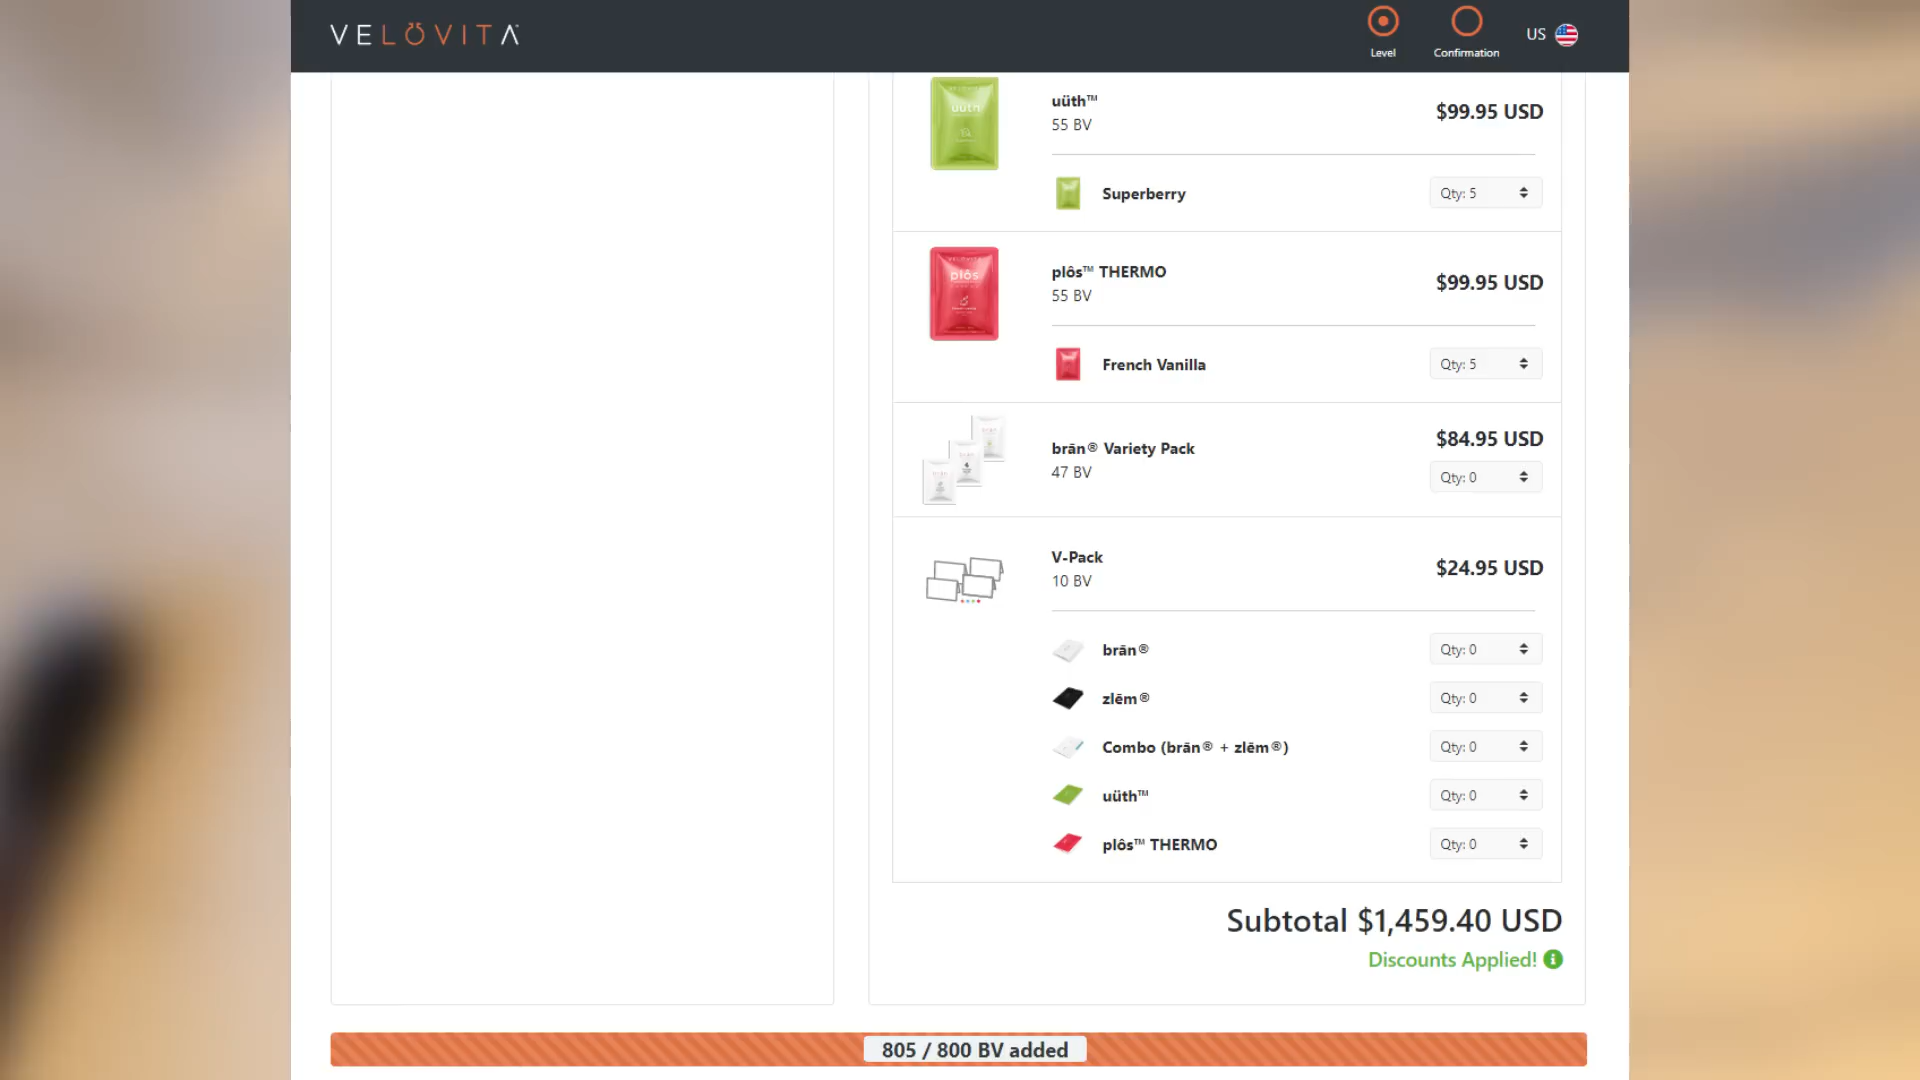 VELOVITA
Level
Confirmation
US
uüth
uüth™
55 BV
$99.95 USD
Superberry
Qty: 5
plôs
plôs™ THERMO
55 BV
$99.95 USD
French Vanilla
Qty: 5
brān® Variety Pack
47 BV
$84.95 USD
Qty: 0
V-Pack
10 BV
$24.95 USD
brān®
Qty: 0
zlēm®
Qty: 0
Combo (brān® + zlēm®)
Qty: 0
uüth™
Qty: 0
plôs™ THERMO
Qty: 0
Subtotal $1,459.40 USD
Discounts Applied!
805 / 800 BV added